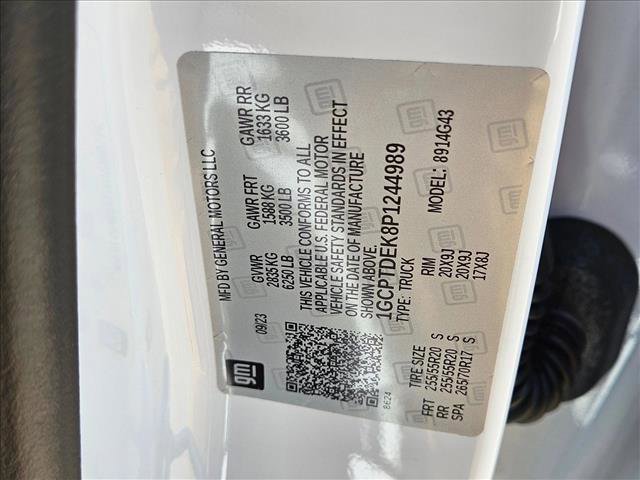 gm
09/23
MFD BY GENERAL MOTORS LLC
GVWR GAWR FRT GAWR RR
2835 KG 1588 KG 1633 KG
6250 LB 3500 LB 3600 LB
THIS VEHICLE CONFORMS TO ALL
APPLICABLE U.S. FEDERAL MOTOR
VEHICLE SAFETY STANDARDS IN EFFECT
ON THE DATE OF MANUFACTURE
SHOWN ABOVE.
1GCPTDEK8P1244989
TYPE: TRUCK MODEL: 8914G43
8624
TIRE SIZE RIM
FRT 255/55R20 S 20X9J
RR 255/55R20 S 20X9J
SPA 265/70R17 S 17X8J